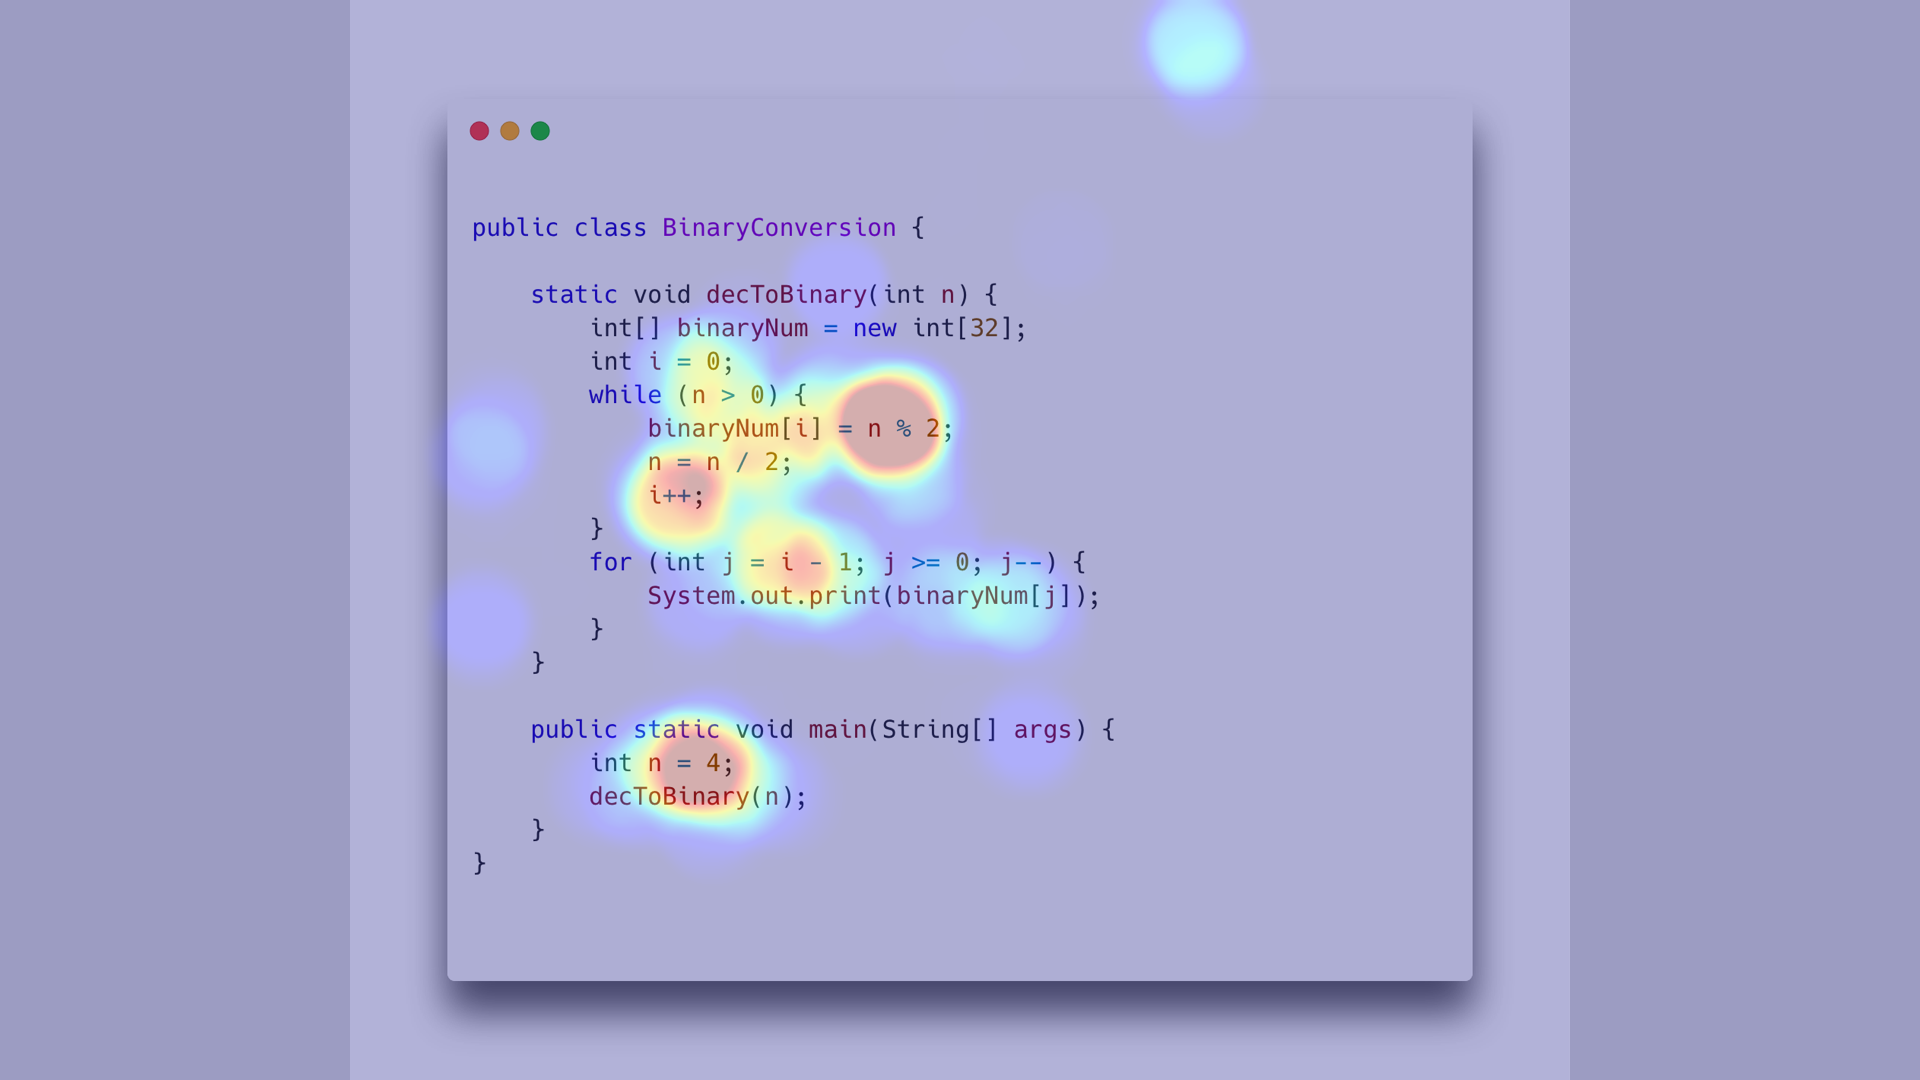 public class BinaryConversion {
static void decToBinary(int n) {
int[] binaryNum = new int[32];
int i = 0;
while (n > 0) {
binaryNum[i] = n % 2;
n = n / 2;
i++;
}
for (int j = i - 1; j >= 0; j--) {
System.out.print(binaryNum[j]);
}
}
public static void main(String[] args) {
int n = 4;
decToBinary(n);
}
}